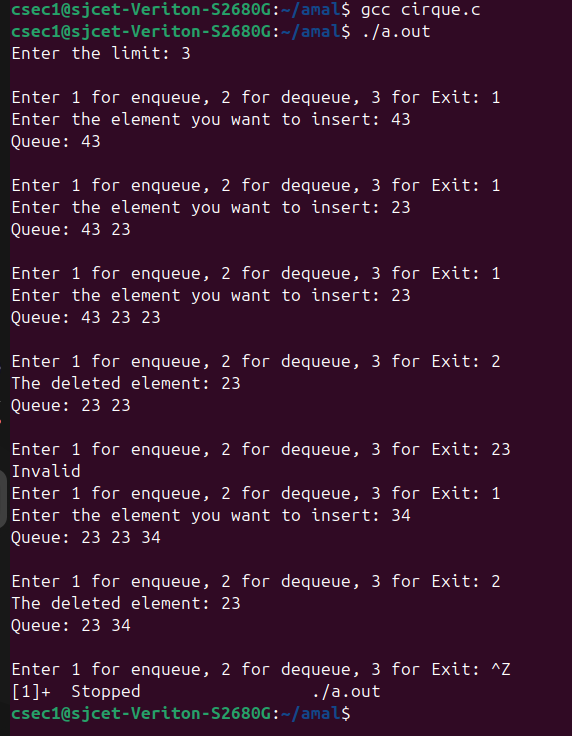 csec1@sjcet-Veriton-S2680G:~/amal$ gcc cirque.c
csec1@sjcet-Veriton-S2680G:~/amal$ ./a.out
Enter the limit: 3
Enter 1 for enqueue, 2 for dequeue, 3 for Exit: 1
Enter the element you want to insert: 43
Queue: 43
Enter 1 for enqueue, 2 for dequeue, 3 for Exit: 1
Enter the element you want to insert: 23
Queue: 43 23
Enter 1 for enqueue, 2 for dequeue, 3 for Exit: 1
Enter the element you want to insert: 23
Queue: 43 23 23
Enter 1 for enqueue, 2 for dequeue, 3 for Exit: 2
The deleted element: 23
Queue: 23 23
Enter 1 for enqueue, 2 for dequeue, 3 for Exit: 23
Invalid
Enter 1 for enqueue, 2 for dequeue, 3 for Exit: 1
Enter the element you want to insert: 34
Queue: 23 23 34
Enter 1 for enqueue, 2 for dequeue, 3 for Exit: 2
The deleted element: 23
Queue: 23 34
Enter 1 for enqueue, 2 for dequeue, 3 for Exit: ^Z
[1]+  Stopped                 ./a.out
csec1@sjcet-Veriton-S2680G:~/amal$